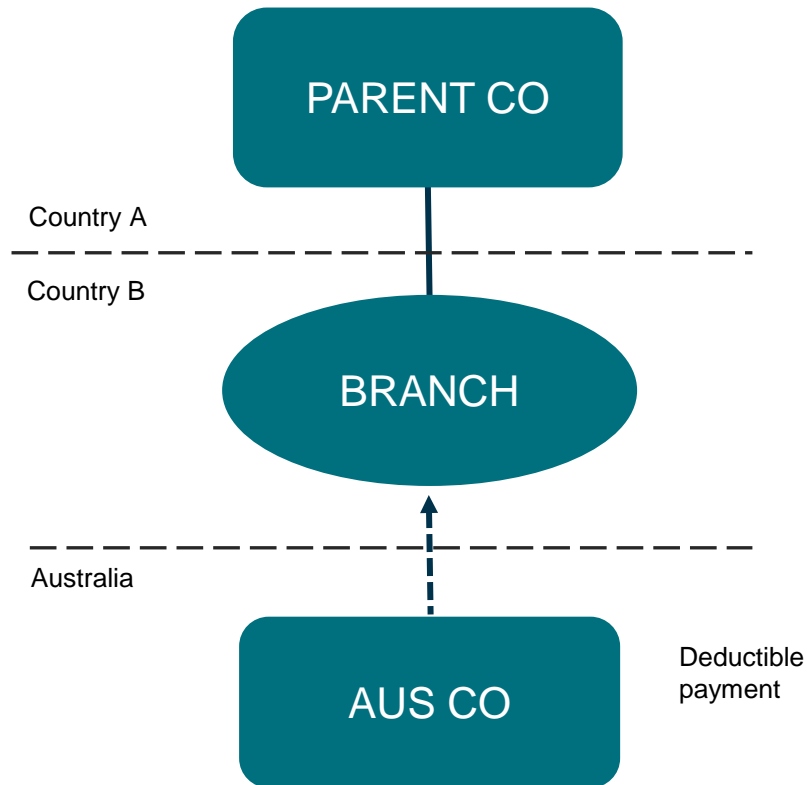 PARENT CO
Country A
Country B
BRANCH
Australia
AUS CO
Deductible
payment